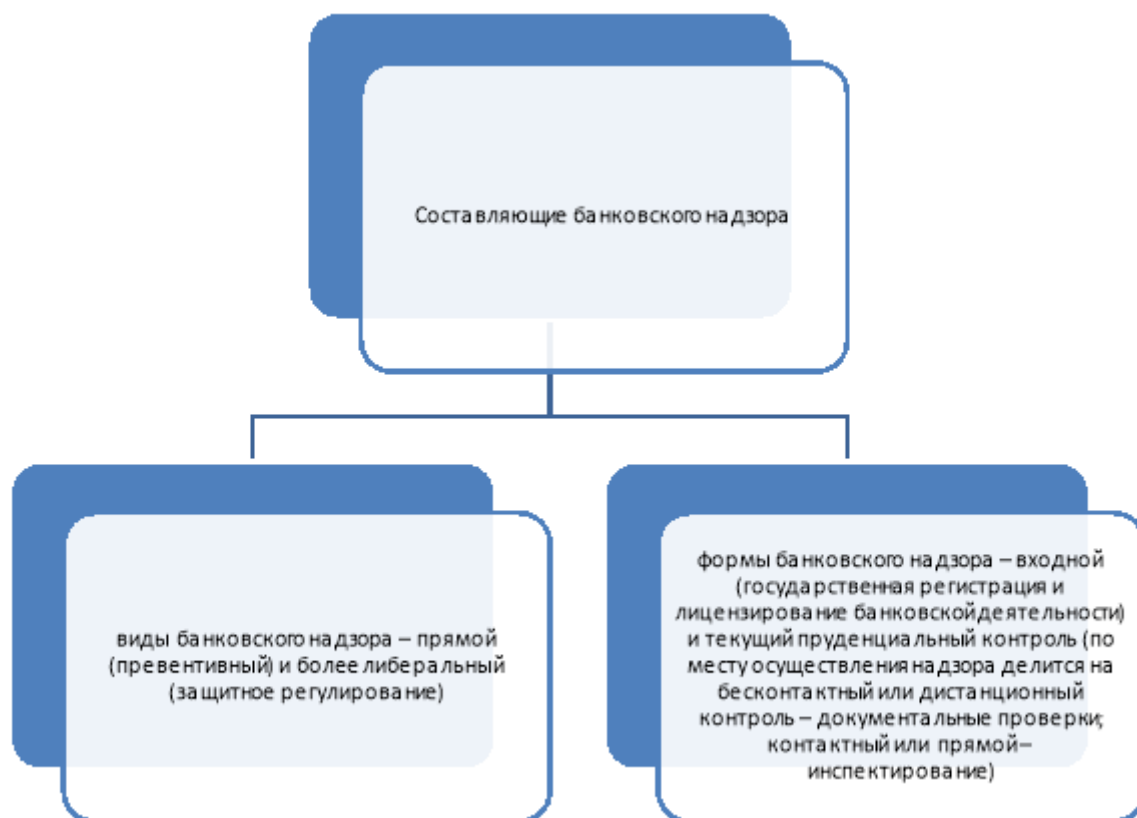 Составляющие банковского надзора
виды банковского надзора – прямой
(превентивный) и более либеральный
(защитное регулирование)
формы банковского надзора – входной
(государственная регистрация и
лицензирование банковской деятельности)
и текущий пруденциальный контроль (по
месту осуществления надзора делится на
бесконтактный или дистанционный
контроль – документальные проверки;
контактный или прямой –
инспектирование)